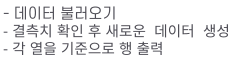 - 데이터 불러오기
- 결측치 확인 후 새로운 데이터 생성
- 각 열을 기준으로 행 출력